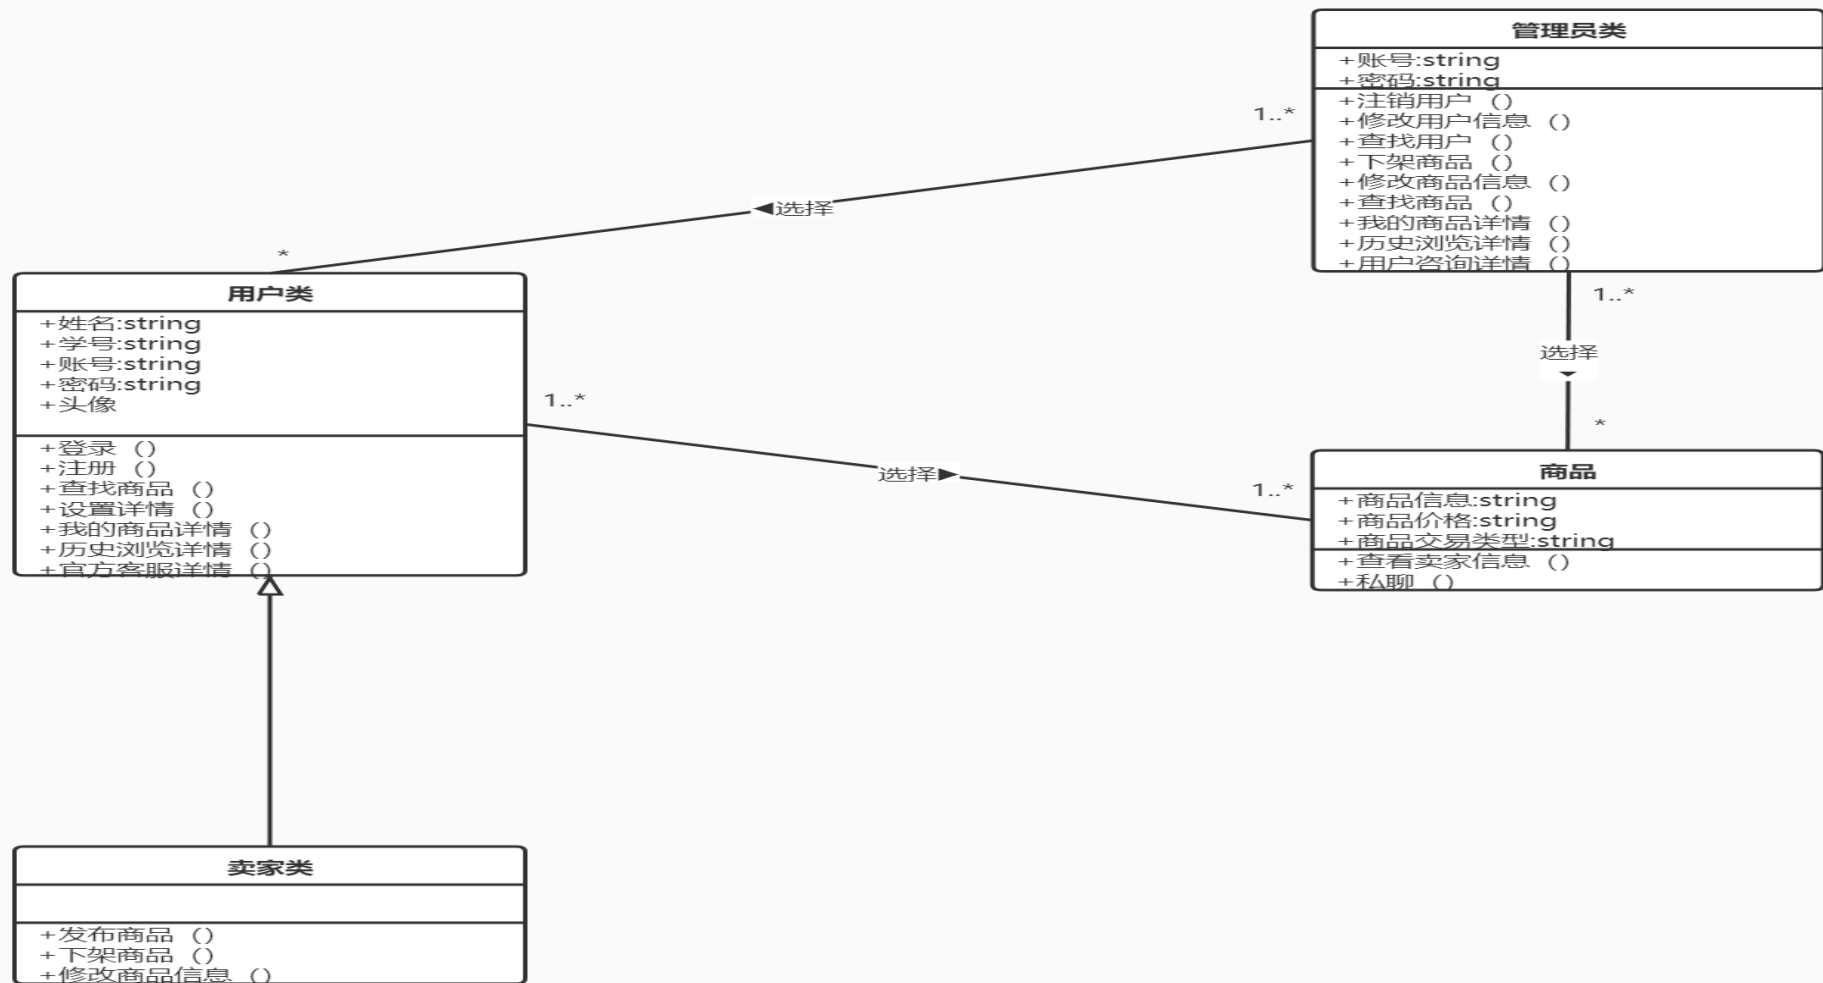 管理员类
+账号:string
+密码:string
+注销用户 ()
+修改用户信息 ()
+查找用户 ()
+下架商品 ()
+修改商品信息 ()
+查找商品 ()
+我的商品详情 ()
+历史浏览详情 ()
+用户咨询详情 ()
1..*
◀选择
*
用户类
+姓名:string
+学号:string
+账号:string
+密码:string
+头像
+登录 ()
+注册 ()
+查找商品 ()
+设置详情 ()
+我的商品详情 ()
+历史浏览详情 ()
+官方客服详情 ()
1..*
选择
*
1..*
选择▶
1..*
商品
+商品信息:string
+商品价格:string
+商品交易类型:string
+查看卖家信息 ()
+私聊 ()
卖家类
+发布商品 ()
+下架商品 ()
+修改商品信息 ()